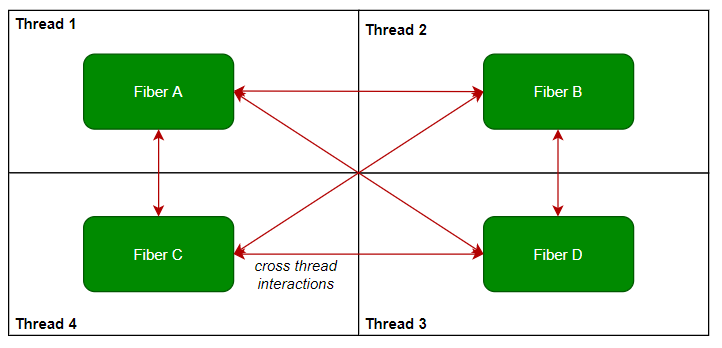 Thread 1
Thread 2
Fiber A
Fiber B
Fiber C
Fiber D
cross thread
interactions
Thread 4
Thread 3